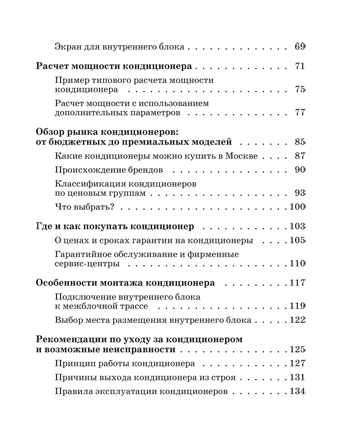 Экран для внутреннего блока . . . . . . . . . . . . . 69
Расчет мощности кондиционера . . . . . . . . . . . . 71
Пример типового расчета мощности
кондиционера . . . . . . . . . . . . . . . . . . . . . 75
Расчет мощности с использованием
дополнительных параметров . . . . . . . . . . . . . 77
Обзор рынка кондиционеров:
от бюджетных до премиальных моделей . . . . . . . 85
Какие кондиционеры можно купить в Москве . . . . 87
Происхождение брендов . . . . . . . . . . . . . . . . 90
Классификация кондиционеров
по ценовым группам . . . . . . . . . . . . . . . . . . 93
Что выбрать? . . . . . . . . . . . . . . . . . . . . . 100
Где и как покупать кондиционер . . . . . . . . . . . 103
О ценах и сроках гарантии на кондиционеры . . . . 105
Гарантийное обслуживание и фирменные
сервис-центры . . . . . . . . . . . . . . . . . . . . 110
Особенности монтажа кондиционера . . . . . . . . . 117
Подключение внутреннего блока
к межблочной трассе . . . . . . . . . . . . . . . . . 119
Выбор места размещения внутреннего блока . . . . . 122
Рекомендации по уходу за кондиционером
и возможные неисправности . . . . . . . . . . . . . . 125
Принцип работы кондиционера . . . . . . . . . . . . 127
Причины выхода кондиционера из строя . . . . . . . 131
Правила эксплуатации кондиционеров . . . . . . . . 134